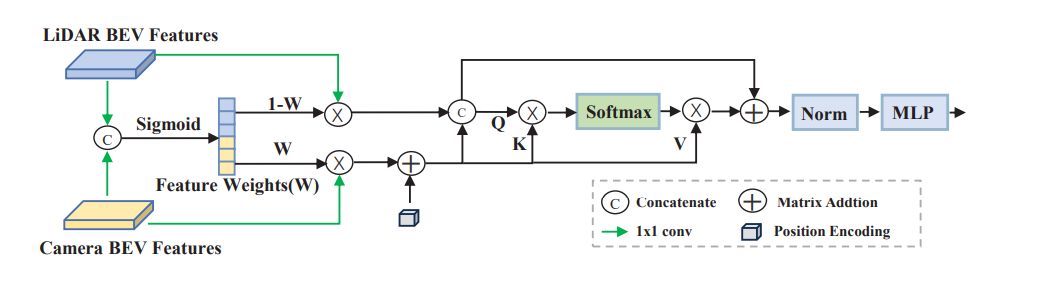 LiDAR BEV Features
C
Sigmoid
1-W
W
Feature Weights(W)
Camera BEV Features
X
X
C
Q
K
X
Softmax
X
V
Norm
MLP
C Concatenate
Matrix Addtion
1x1 conv
Position Encoding